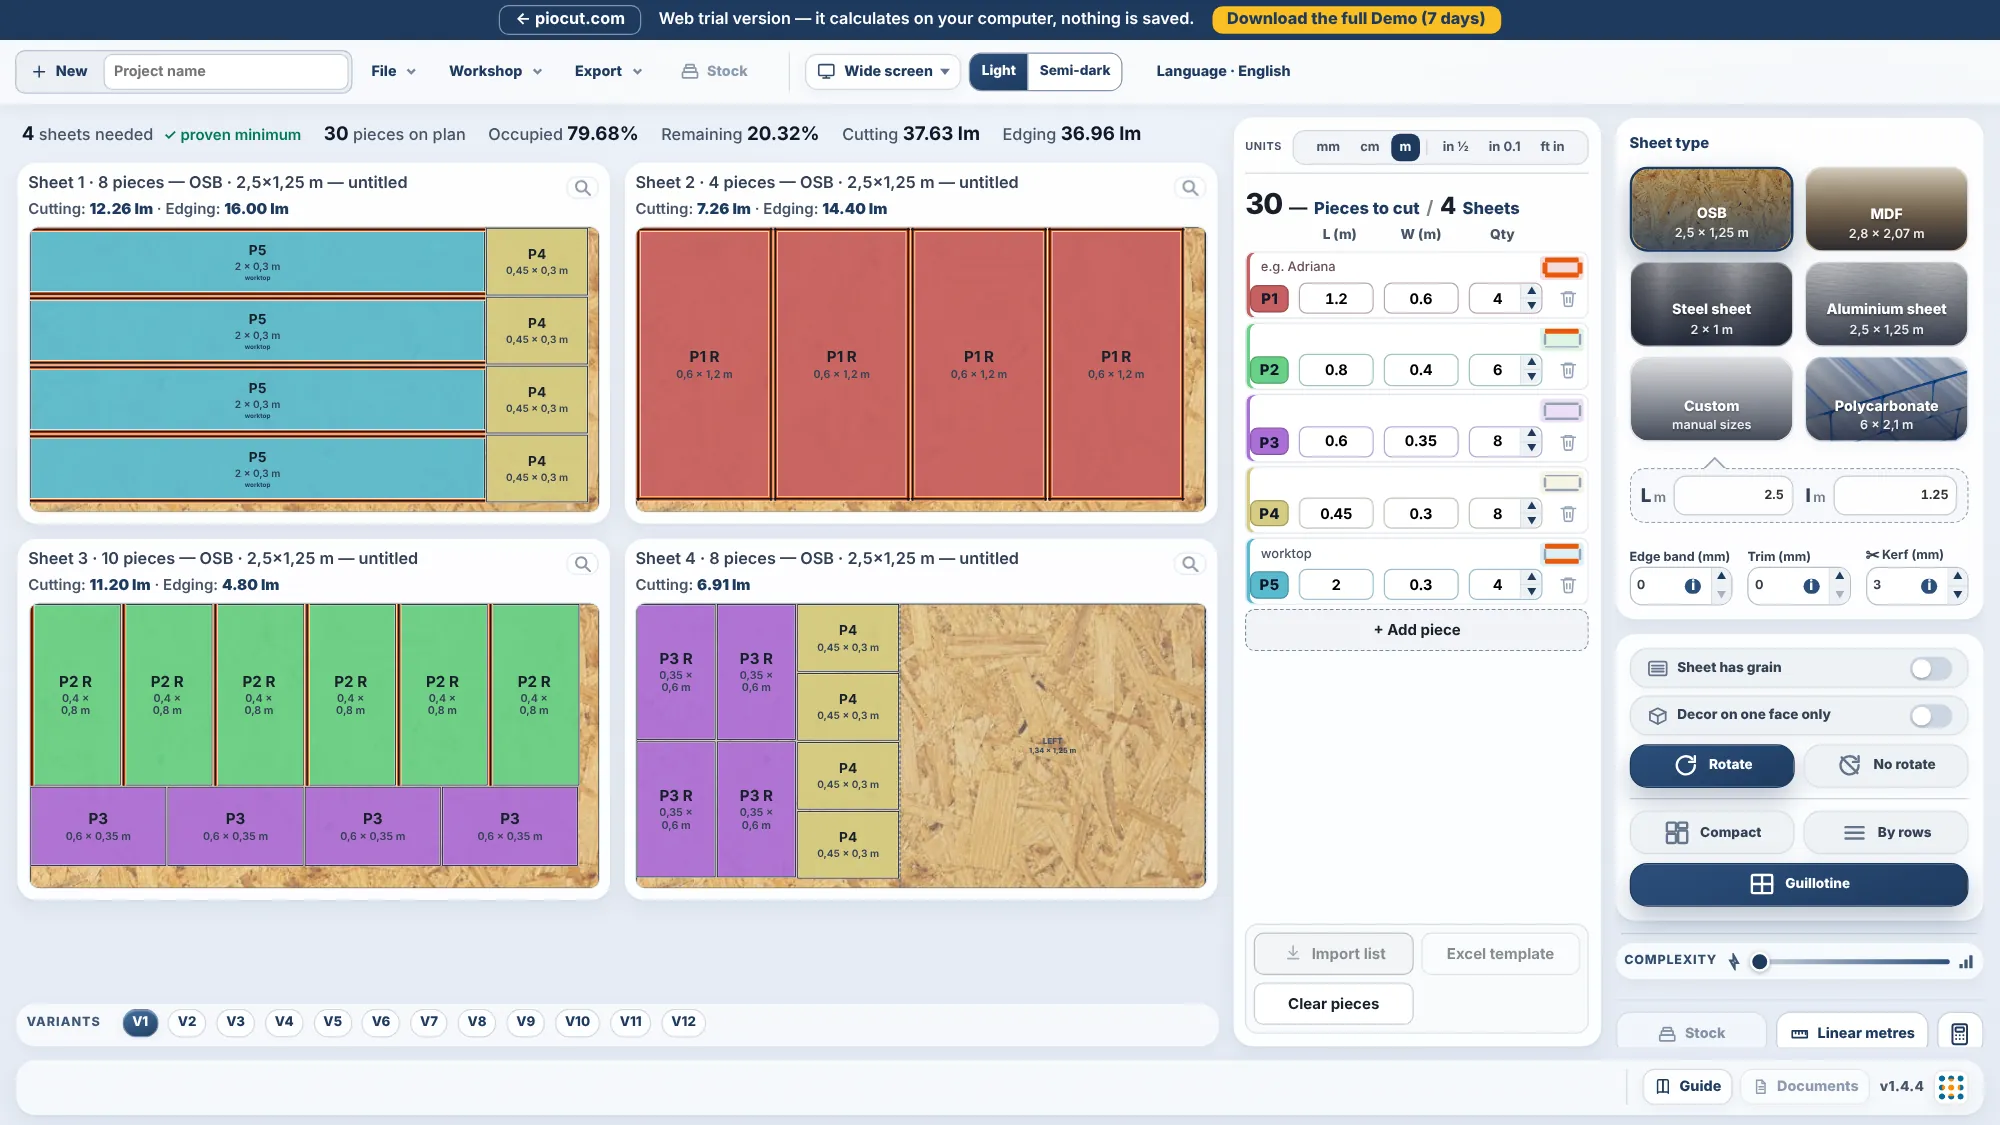 ← piocut.com
Web trial version — it calculates on your computer, nothing is saved.
Download the full Demo (7 days)
+ New
Project name
File
Workshop
Export
Stock
Wide screen
Light
Semi-dark
Language · English
4 sheets needed ✓ proven minimum
30 pieces on plan
Occupied 79.68%
Remaining 20.32%
Cutting 37.63 lm
Edging 36.96 lm
Sheet 1 · 8 pieces — OSB · 2,5×1,25 m — untitled
Cutting: 12.26 lm · Edging: 16.00 lm
P5
2 × 0,3 m
worktop
P4
0,45 × 0,3 m
P5
2 × 0,3 m
worktop
P4
0,45 × 0,3 m
P5
2 × 0,3 m
worktop
P4
0,45 × 0,3 m
P5
2 × 0,3 m
worktop
P4
0,45 × 0,3 m
Sheet 2 · 4 pieces — OSB · 2,5×1,25 m — untitled
Cutting: 7.26 lm · Edging: 14.40 lm
P1 R
0,6 × 1,2 m
P1 R
0,6 × 1,2 m
P1 R
0,6 × 1,2 m
P1 R
0,6 × 1,2 m
Sheet 3 · 10 pieces — OSB · 2,5×1,25 m — untitled
Cutting: 11.20 lm · Edging: 4.80 lm
P2 R
0,4 ×
0,8 m
P2 R
0,4 ×
0,8 m
P2 R
0,4 ×
0,8 m
P2 R
0,4 ×
0,8 m
P2 R
0,4 ×
0,8 m
P2 R
0,4 ×
0,8 m
P3
0,6 × 0,35 m
P3
0,6 × 0,35 m
P3
0,6 × 0,35 m
P3
0,6 × 0,35 m
Sheet 4 · 8 pieces — OSB · 2,5×1,25 m — untitled
Cutting: 6.91 lm
P3 R
0,35 ×
0,6 m
P3 R
0,35 ×
0,6 m
P3 R
0,35 ×
0,6 m
P3 R
0,35 ×
0,6 m
P4
0,45 × 0,3 m
P4
0,45 × 0,3 m
P4
0,45 × 0,3 m
P4
0,45 × 0,3 m
LEFT
1,34 × 1,25 m
VARIANTS
V1
V2
V3
V4
V5
V6
V7
V8
V9
V10
V11
V12
UNITS
mm
cm
m
in ½
in 0.1
ft in
30 — Pieces to cut / 4 Sheets
L (m)
W (m)
Qty
e.g. Adriana
P1
1.2
0.6
4
P2
0.8
0.4
6
P3
0.6
0.35
8
P4
0.45
0.3
8
worktop
P5
2
0.3
4
+ Add piece
Import list
Excel template
Clear pieces
Sheet type
OSB
2,5 × 1,25 m
MDF
2,8 × 2,07 m
Steel sheet
2 × 1 m
Aluminium sheet
2,5 × 1,25 m
Custom
manual sizes
Polycarbonate
6 × 2,1 m
L m
2.5
l m
1.25
Edge band (mm)
Trim (mm)
Kerf (mm)
0
0
3
Sheet has grain
Decor on one face only
Rotate
No rotate
Compact
By rows
Guillotine
COMPLEXITY
Stock
Linear metres
Guide
Documents
v1.4.4